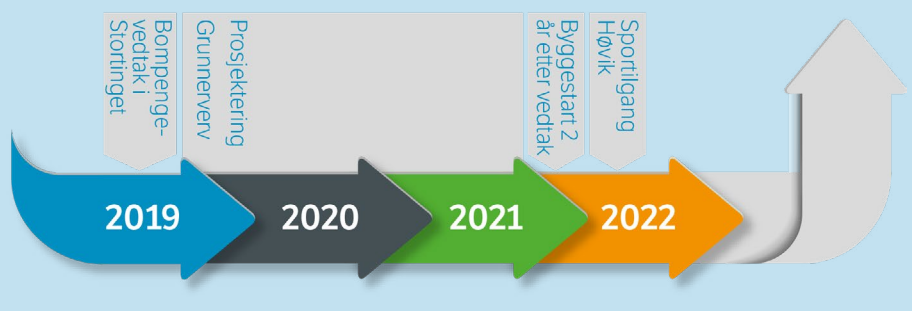 Bompenge-
vedtak i
Stortinget
Prosjektering
Grunnerverv
Byggestart 2
år etter vedtak
Sportilgang
Høvik
2019
2020
2021
2022